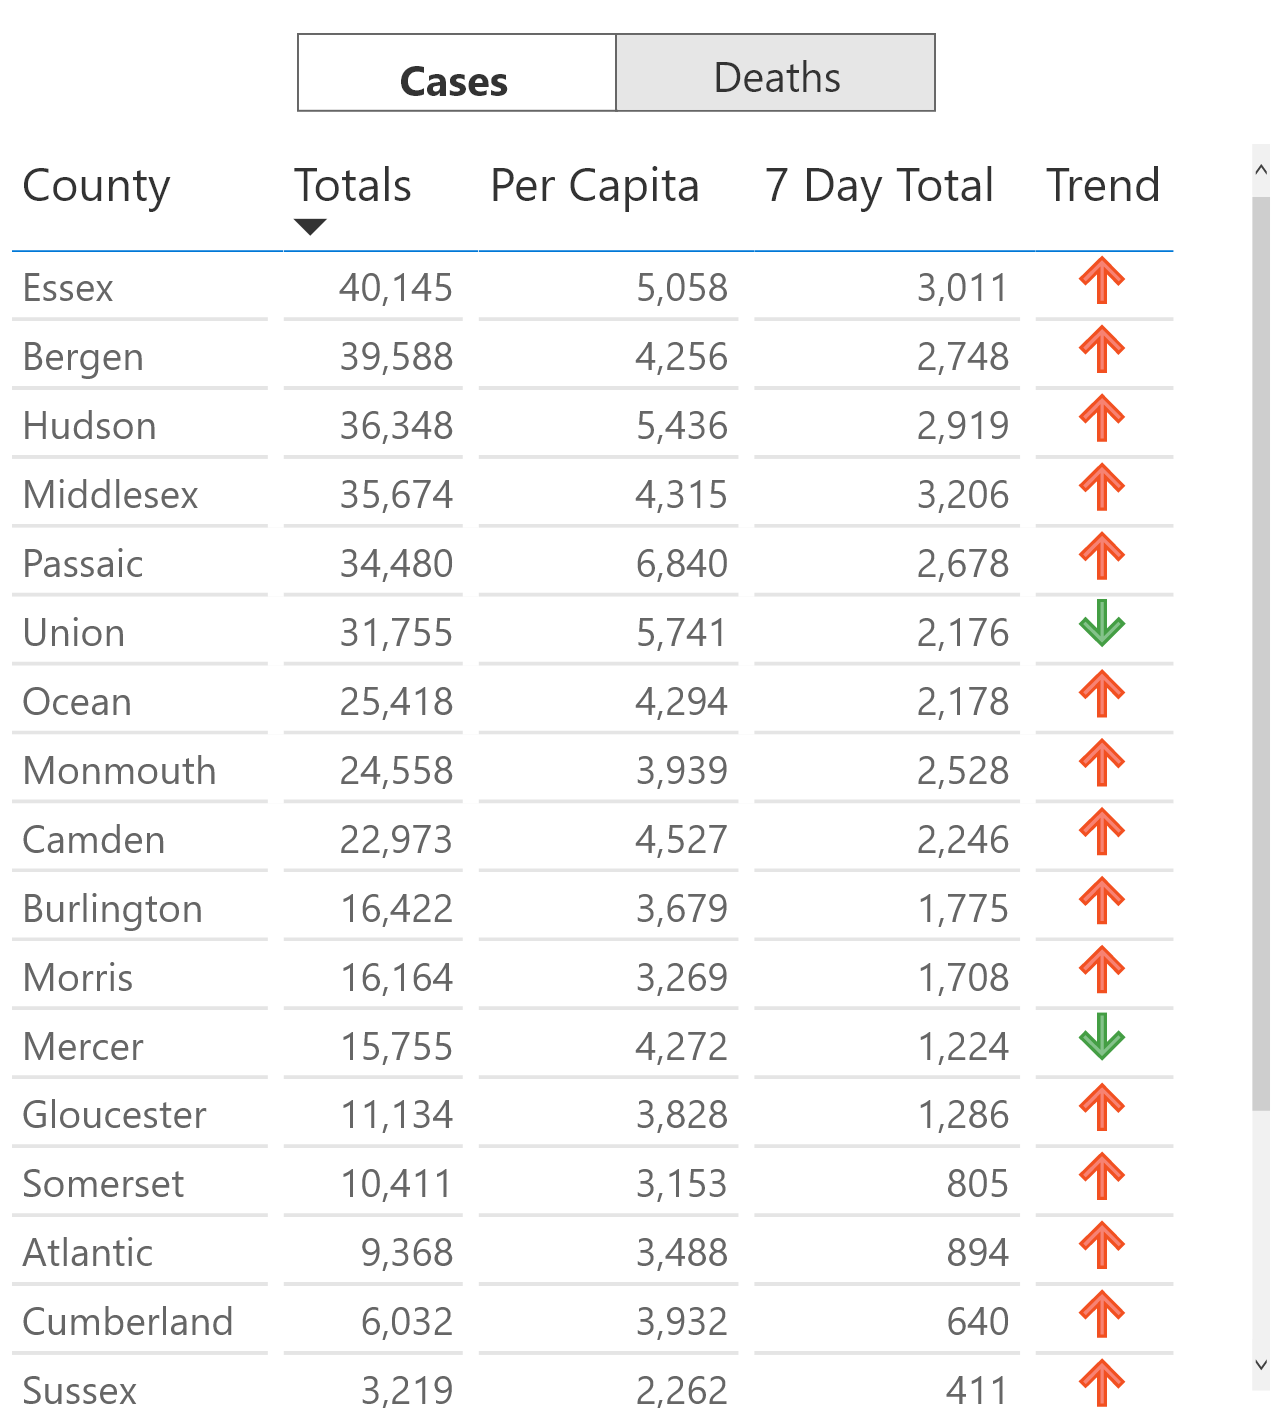 Cases Deaths
County Totals Per Capita 7 Day Total Trend
Essex 40,145 5,058 3,011
Bergen 39,588 4,256 2,748
Hudson 36,348 5,436 2,919
Middlesex 35,674 4,315 3,206
Passaic 34,480 6,840 2,678
Union 31,755 5,741 2,176
Ocean 25,418 4,294 2,178
Monmouth 24,558 3,939 2,528
Camden 22,973 4,527 2,246
Burlington 16,422 3,679 1,775
Morris 16,164 3,269 1,708
Mercer 15,755 4,272 1,224
Gloucester 11,134 3,828 1,286
Somerset 10,411 3,153 805
Atlantic 9,368 3,488 894
Cumberland 6,032 3,932 640
Sussex 3,219 2,262 411